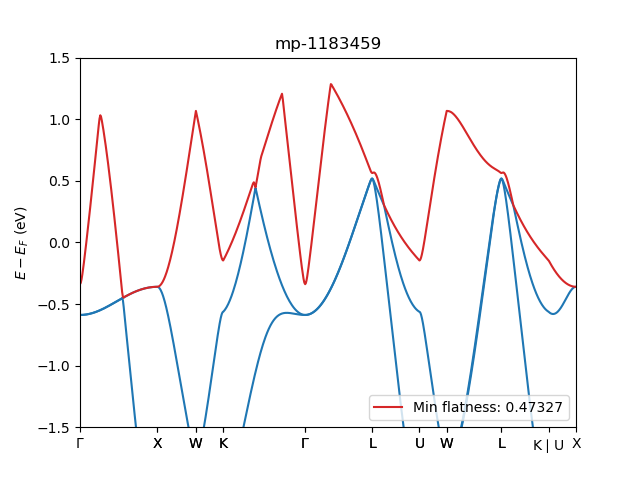 mp-1183459
1.5
1.0
0.5
0.0
−0.5
−1.0
−1.5
E − E_F (eV)
Γ X W K Γ L U W L K | U X
Min flatness: 0.47327